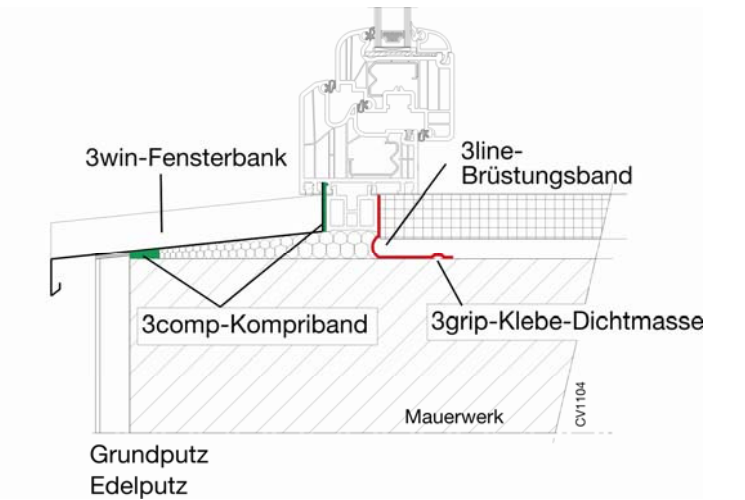 3win-Fensterbank
3line-
Brüstungsband
3comp-Kompriband
3grip-Klebe-Dichtmasse
Mauerwerk
CV1104
Grundputz
Edelputz